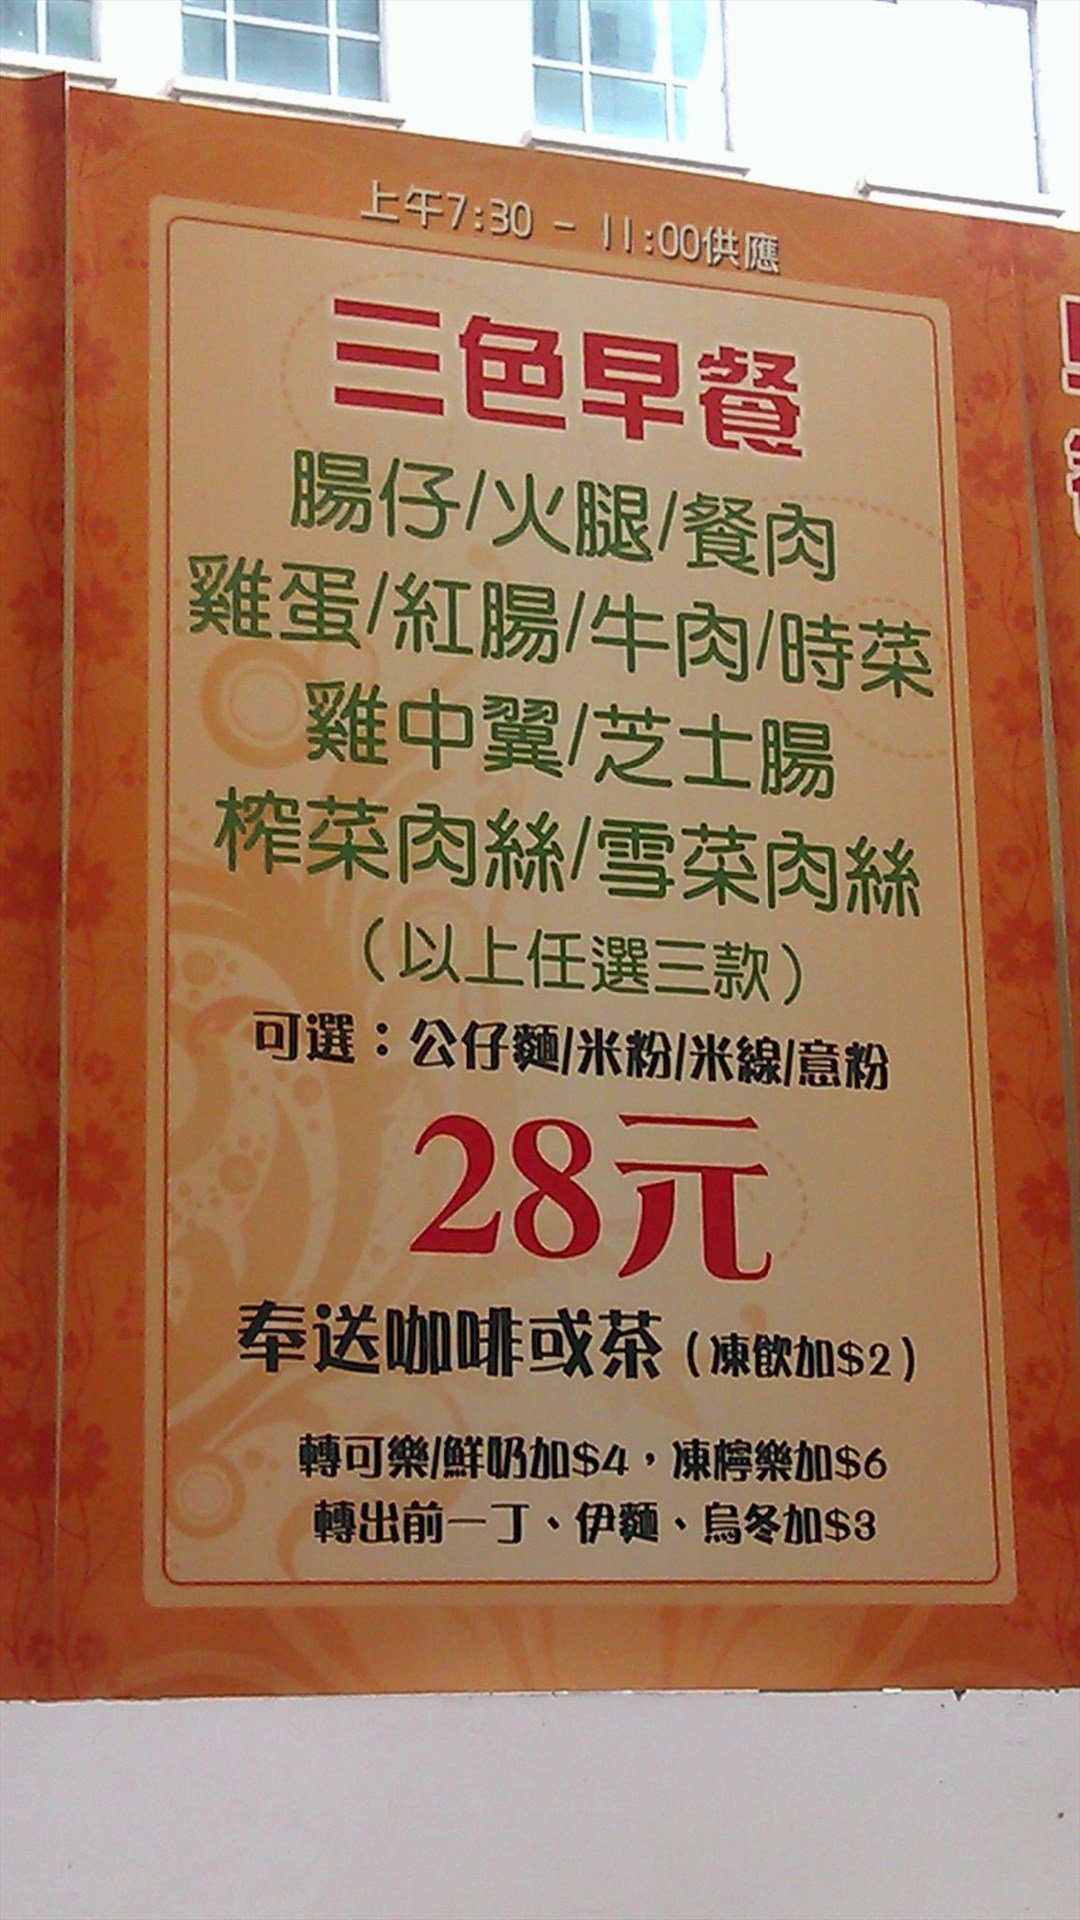 上午7:30 - 11:00供應
三色早餐
腸仔/火腿/餐肉
雞蛋/紅腸/牛肉/時菜
雞中翼/芝士腸
榨菜肉絲/雪菜肉絲
（以上任選三款）
可選：公仔麵/米粉/米線/意粉
28元
奉送咖啡或茶（凍飲加$2）
轉可樂/鮮奶加$4，凍檸樂加$6
轉出前一丁、伊麵、烏冬加$3